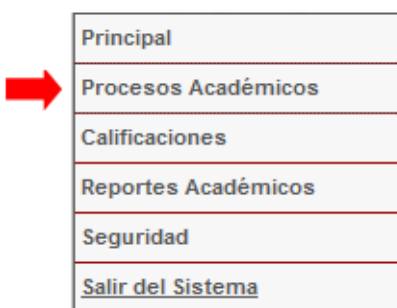 Principal
Procesos Académicos
Calificaciones
Reportes Académicos
Seguridad
Salir del Sistema